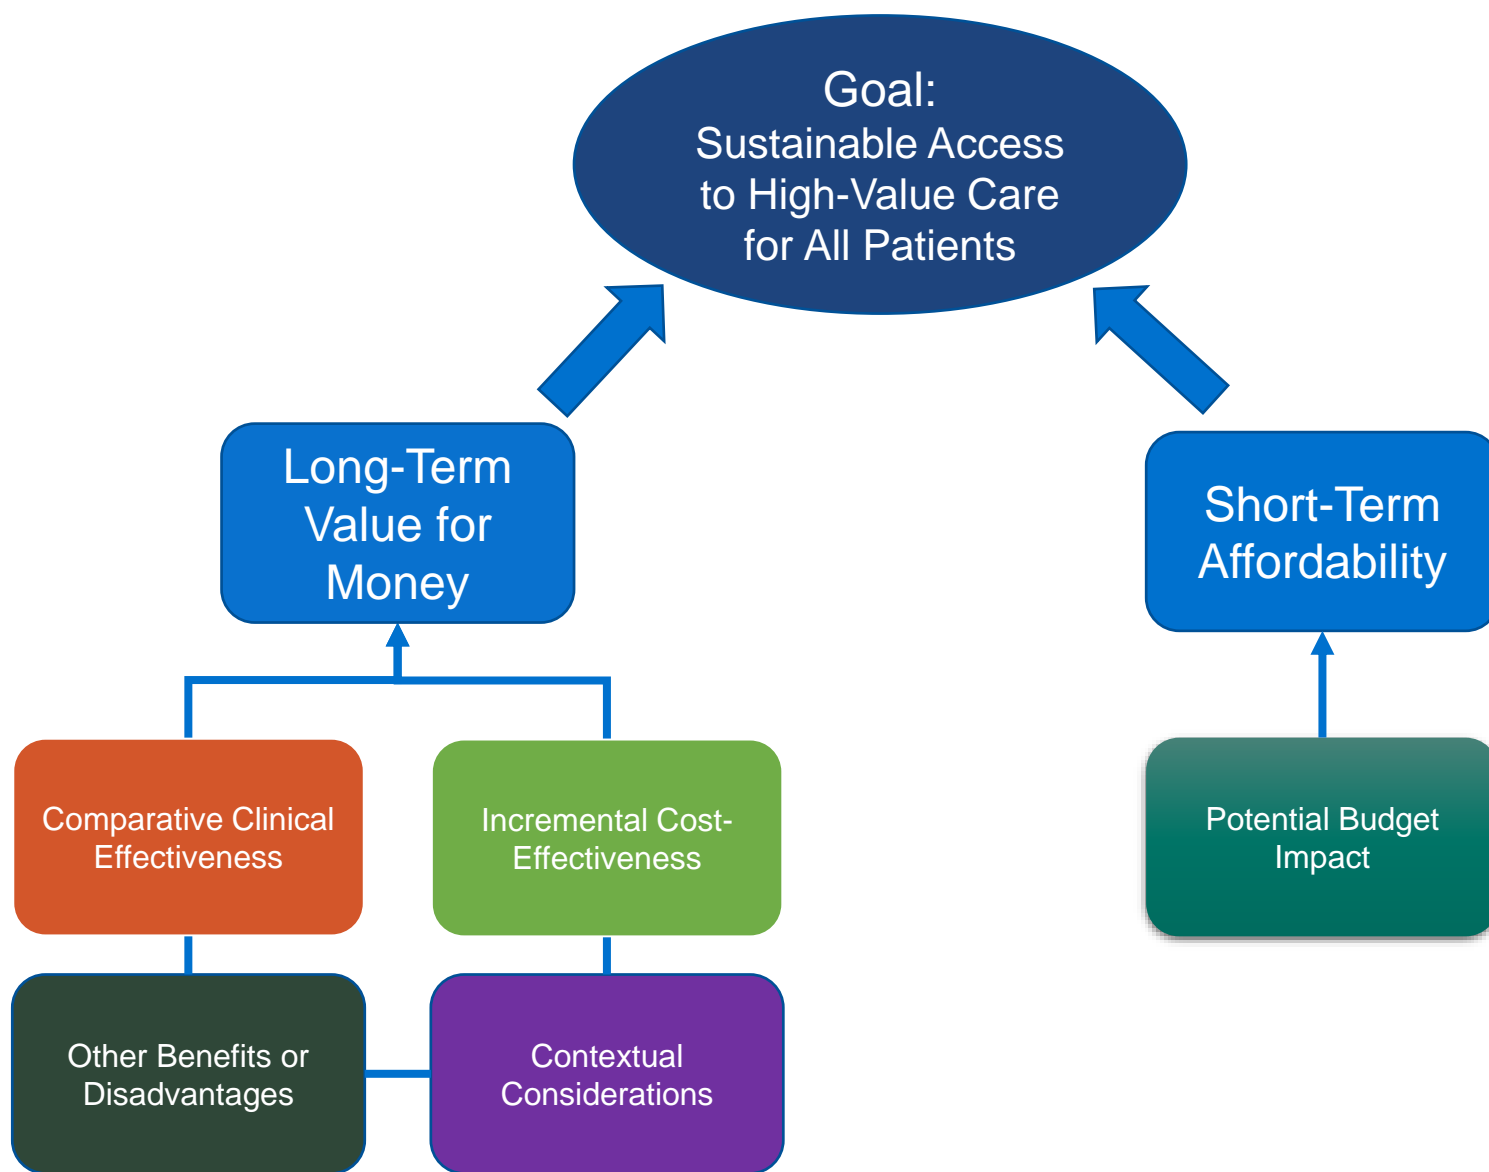 Goal:
Sustainable Access
to High-Value Care
for All Patients
Long-Term
Value for
Money
Short-Term
Affordability
Comparative Clinical
Effectiveness
Incremental Cost-
Effectiveness
Potential Budget
Impact
Other Benefits or
Disadvantages
Contextual
Considerations